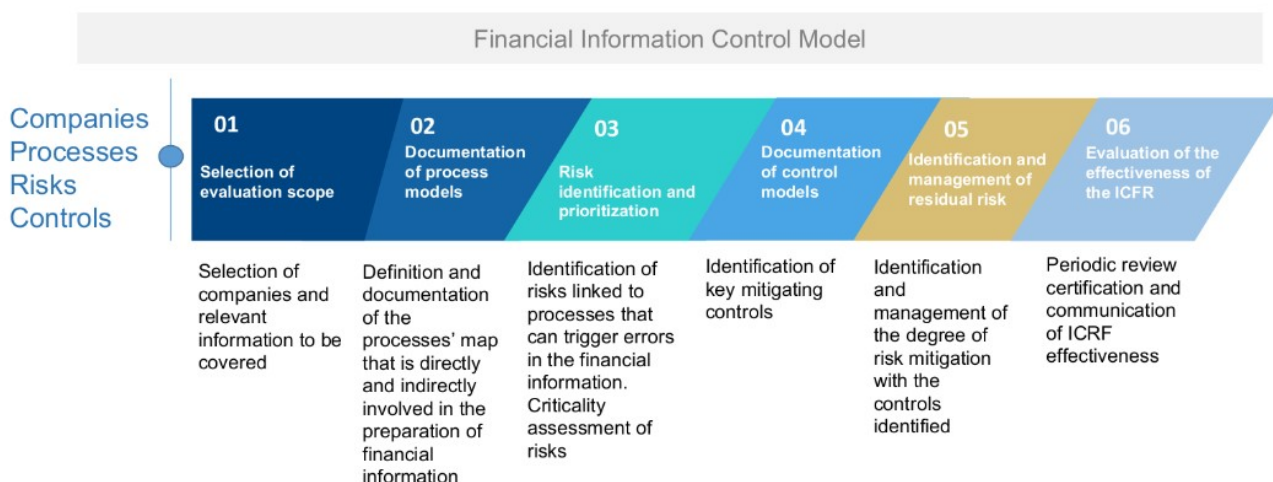 Financial Information Control Model
Companies
Processes
Risks
Controls
01
Selection of
evaluation scope
02
Documentation
of process
models
03
Risk
identification and
prioritization
04
Documentation
of control
models
05
Identification and
management of
residual risk
06
Evaluation of the
effectiveness of
the ICFR
Selection of
companies and
relevant
information to be
covered
Definition and
documentation
of the
processes’ map
that is directly
and indirectly
involved in the
preparation of
financial
information
Identification of
risks linked to
processes that
can trigger errors
in the financial
information.
Criticality
assessment of
risks
Identification of
key mitigating
controls
Identification
and
management of
the degree of
risk mitigation
with the
controls
identified
Periodic review
certification and
communication
of ICRF
effectiveness